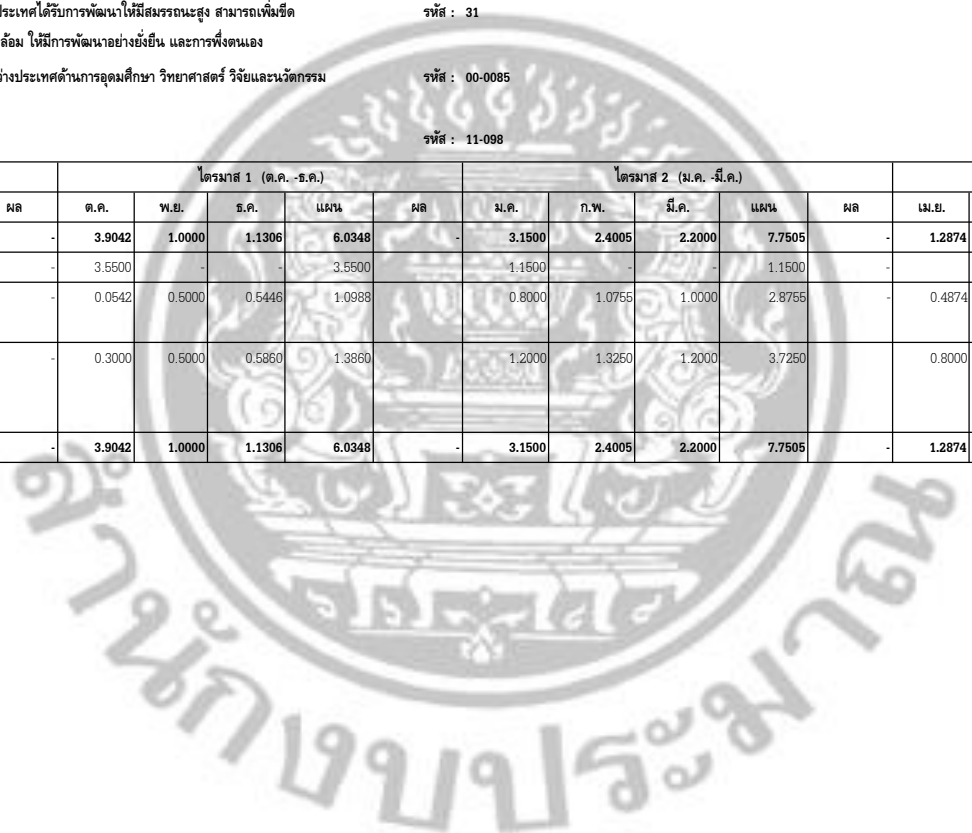 ประเทศได้รับการพัฒนาให้มีสมรรถนะสูง สามารถเพิ่มขีด รหัส : 31
ล้อม ให้มีการพัฒนาอย่างยั่งยืน และการพึ่งตนเอง
ว่างประเทศด้านการอุดมศึกษา วิทยาศาสตร์ วิจัยและนวัตกรรม รหัส : 00-0085
รหัส : 11-098
ไตรมาส 1 (ต.ค. -ธ.ค.) ไตรมาส 2 (ม.ค. -มี.ค.)
ผล ต.ค. พ.ย. ธ.ค. แผน ผล ม.ค. ก.พ. มี.ค. แผน ผล เม.ย.
- 3.9042 1.0000 1.1306 6.0348 - 3.1500 2.4005 2.2000 7.7505 - 1.2874
- 3.5500 - - 3.5500 1.1500 - - 1.1500 -
- 0.0542 0.5000 0.5446 1.0988 0.8000 1.0755 1.0000 2.8755 - 0.4874
- 0.3000 0.5000 0.5860 1.3860 1.2000 1.3250 1.2000 3.7250 0.8000
- 3.9042 1.0000 1.1306 6.0348 - 3.1500 2.4005 2.2000 7.7505 - 1.2874
สำนักงบประมาณ